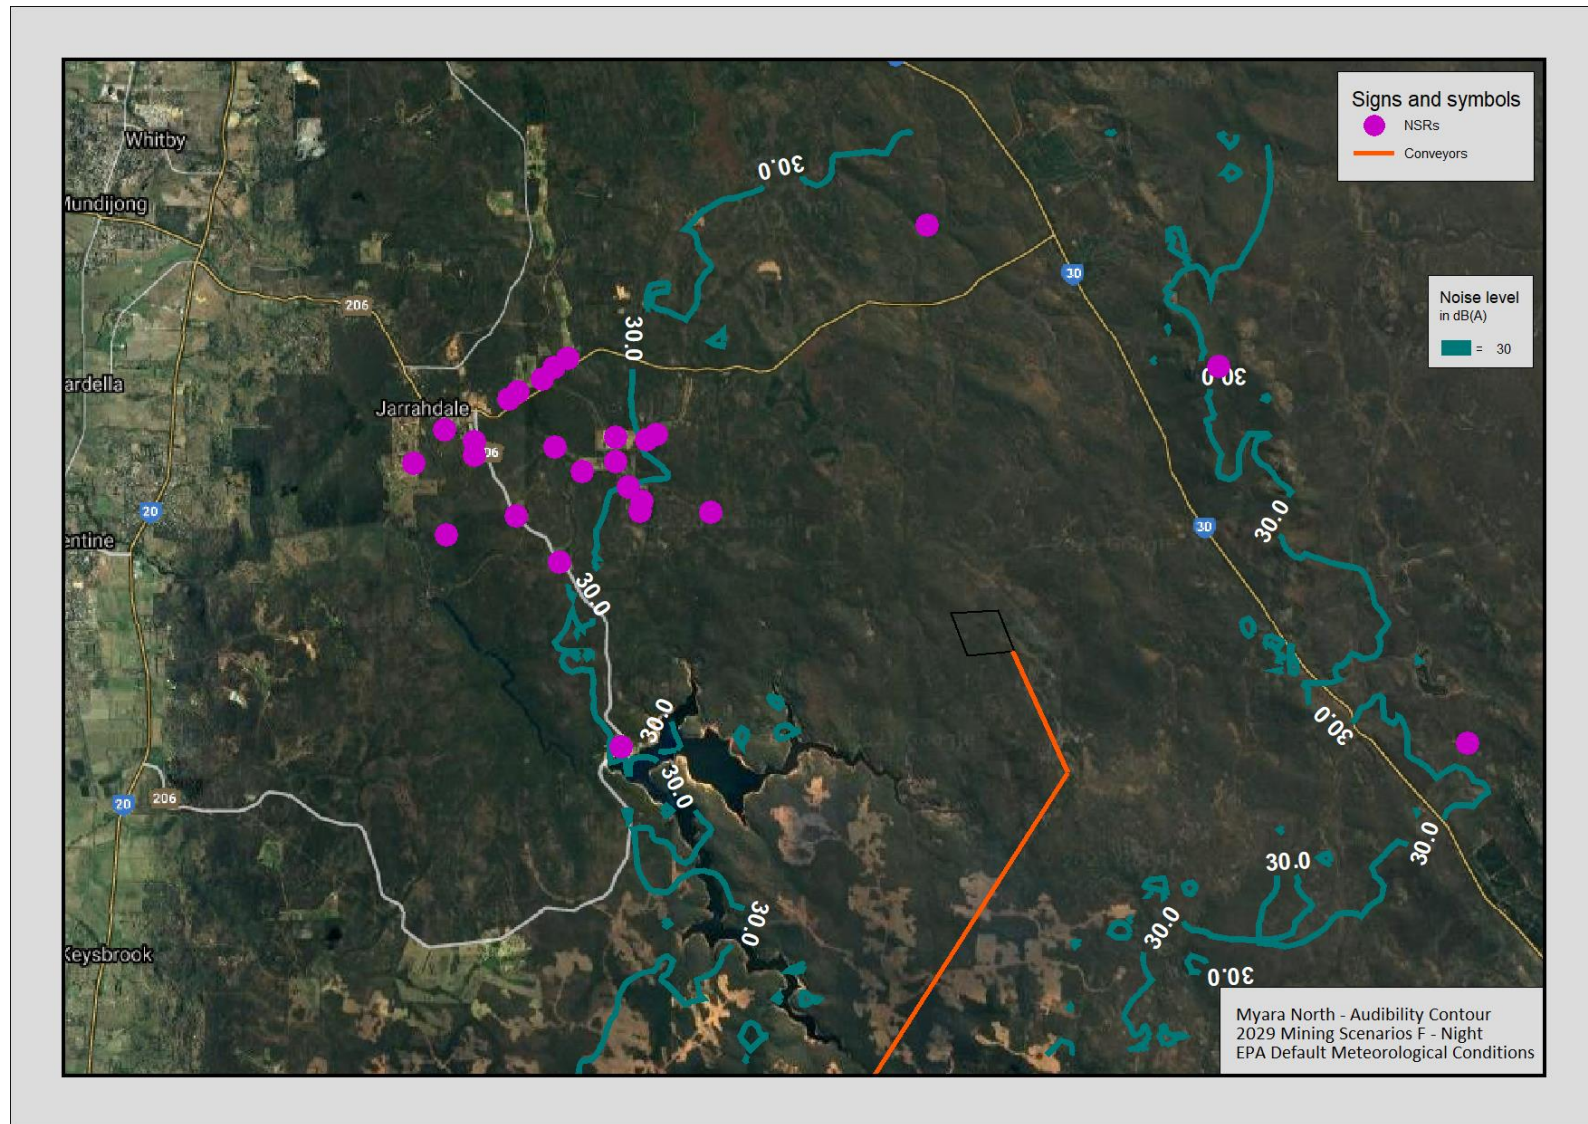 Signs and symbols
NSRs
Conveyors
Noise level
in dB(A)
= 30
Whitby
Mundijong
206
ardella
Jarrahdale
06
20
entine
20
206
Keysbrook
30
30
30.0
30.0
30.0
30.0
30.0
30.0
30.0
30.0
30.0
30.0
30.0
30.0
30.0
30.0
Myara North - Audibility Contour
2029 Mining Scenarios F - Night
EPA Default Meteorological Conditions